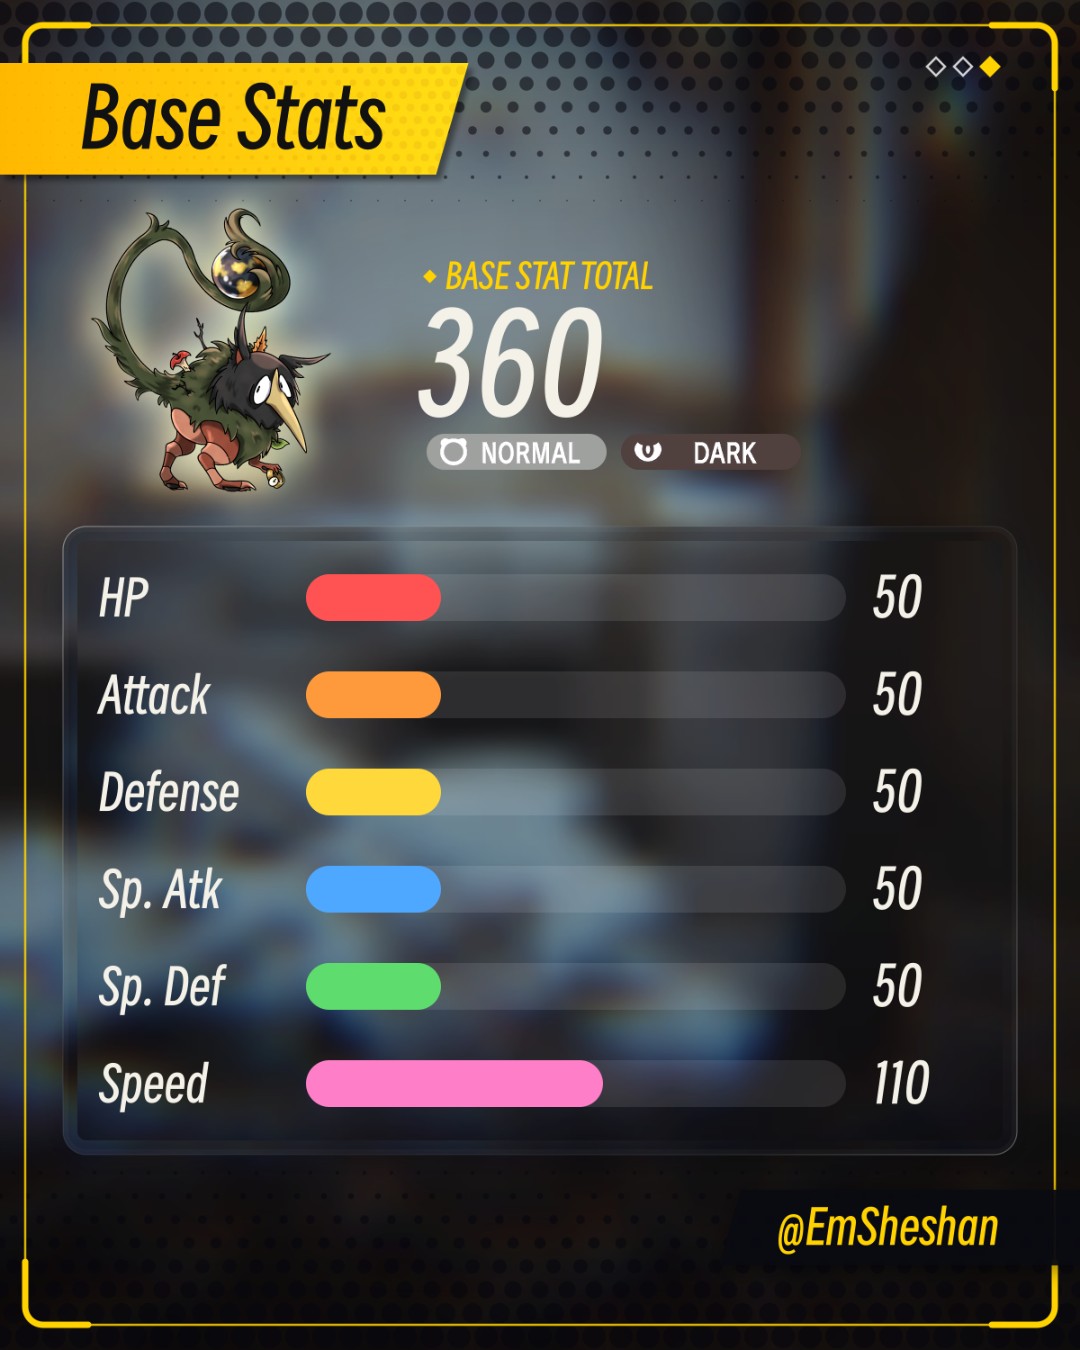 Base Stats
BASE STAT TOTAL
360
NORMAL DARK
HP 50
Attack 50
Defense 50
Sp. Atk 50
Sp. Def 50
Speed 110
@EmSheshan